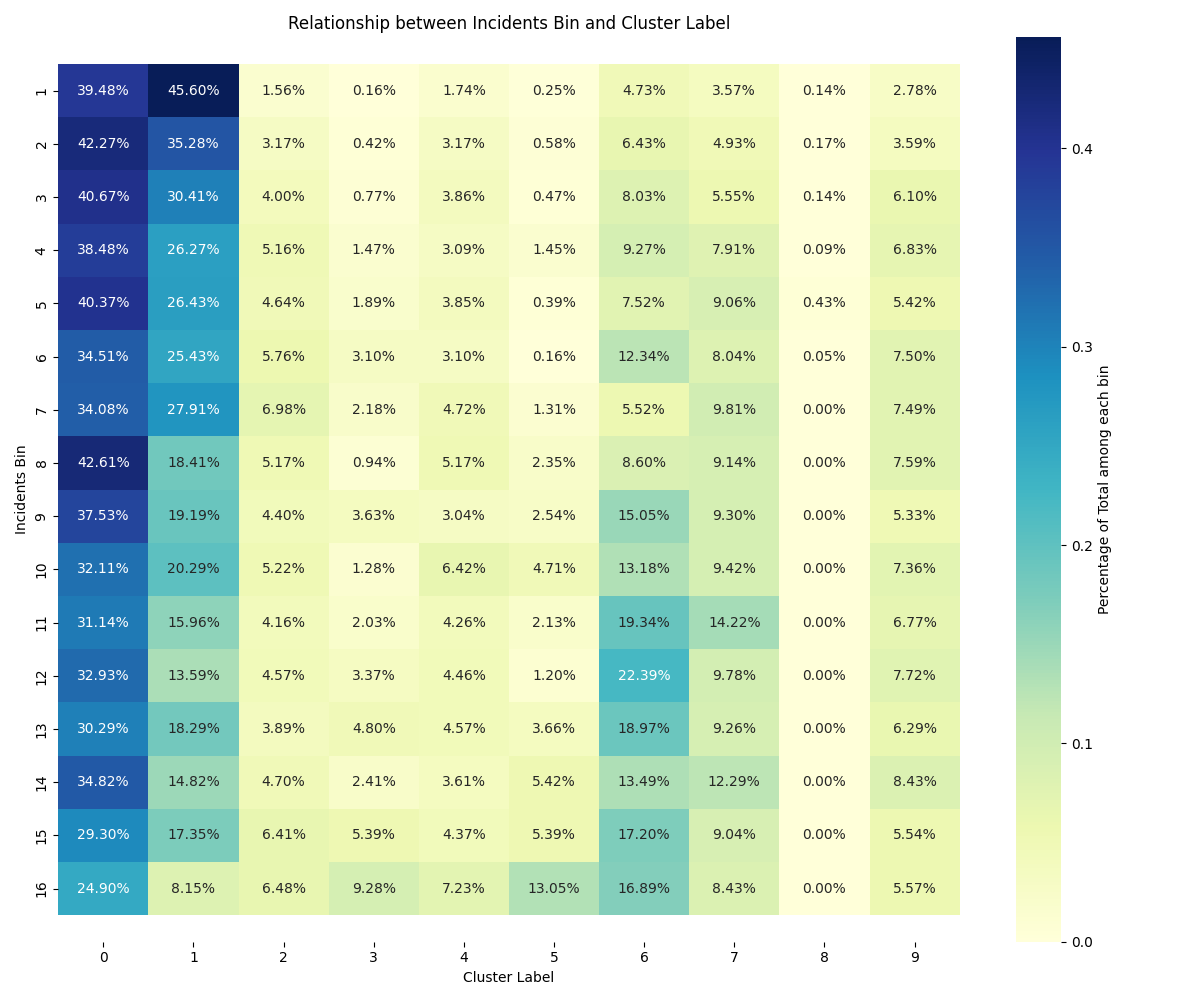 Relationship between Incidents Bin and Cluster Label
1 39.48% 45.60% 1.56% 0.16% 1.74% 0.25% 4.73% 3.57% 0.14% 2.78%
2 42.27% 35.28% 3.17% 0.42% 3.17% 0.58% 6.43% 4.93% 0.17% 3.59%
3 40.67% 30.41% 4.00% 0.77% 3.86% 0.47% 8.03% 5.55% 0.14% 6.10%
4 38.48% 26.27% 5.16% 1.47% 3.09% 1.45% 9.27% 7.91% 0.09% 6.83%
5 40.37% 26.43% 4.64% 1.89% 3.85% 0.39% 7.52% 9.06% 0.43% 5.42%
6 34.51% 25.43% 5.76% 3.10% 3.10% 0.16% 12.34% 8.04% 0.05% 7.50%
7 34.08% 27.91% 6.98% 2.18% 4.72% 1.31% 5.52% 9.81% 0.00% 7.49%
8 42.61% 18.41% 5.17% 0.94% 5.17% 2.35% 8.60% 9.14% 0.00% 7.59%
9 37.53% 19.19% 4.40% 3.63% 3.04% 2.54% 15.05% 9.30% 0.00% 5.33%
10 32.11% 20.29% 5.22% 1.28% 6.42% 4.71% 13.18% 9.42% 0.00% 7.36%
11 31.14% 15.96% 4.16% 2.03% 4.26% 2.13% 19.34% 14.22% 0.00% 6.77%
12 32.93% 13.59% 4.57% 3.37% 4.46% 1.20% 22.39% 9.78% 0.00% 7.72%
13 30.29% 18.29% 3.89% 4.80% 4.57% 3.66% 18.97% 9.26% 0.00% 6.29%
14 34.82% 14.82% 4.70% 2.41% 3.61% 5.42% 13.49% 12.29% 0.00% 8.43%
15 29.30% 17.35% 6.41% 5.39% 4.37% 5.39% 17.20% 9.04% 0.00% 5.54%
16 24.90% 8.15% 6.48% 9.28% 7.23% 13.05% 16.89% 8.43% 0.00% 5.57%
0 1 2 3 4 5 6 7 8 9
Cluster Label
Incidents Bin
0.4
0.3
0.2
0.1
0.0
Percentage of Total among each bin